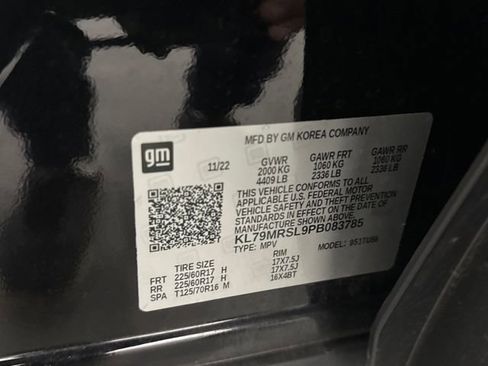 MFD BY GM KOREA COMPANY
gm
11/22 GVWR GAWR FRT GAWR RR
2000 KG 1060 KG 1060 KG
4409 LB 2336 LB 2336 LB
THIS VEHICLE CONFORMS TO ALL
APPLICABLE U.S. FEDERAL MOTOR
VEHICLE SAFETY AND THEFT PREVENTION
STANDARDS IN EFFECT ON THE DATE OF
MANUFACTURE SHOWN ABOVE.
KL79MRSL9PB083785
TYPE: MPV MODEL:
TIRE SIZE RIM
FRT 225/60R17 H 17X7.5J
RR 225/60R17 H 17X7.5J
SPA T125/70R16 M 16X4BT